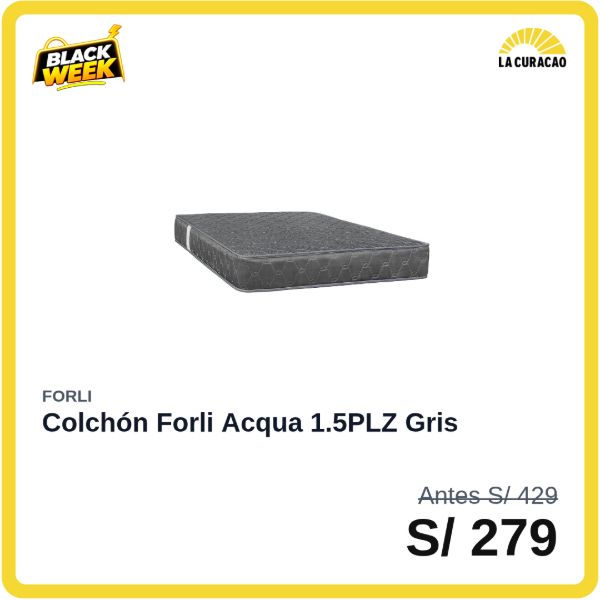 BLACK
WEEK
LA CURACAO
FORLI
Colchón Forli Acqua 1.5PLZ Gris
Antes S/ 429
S/ 279